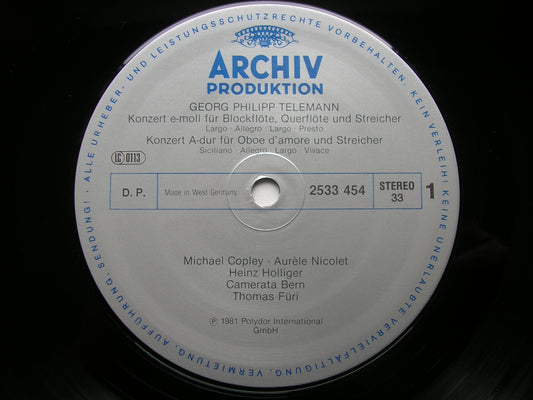 ALLE URHEBER- UND LEISTUNGSSCHUTZRECHTE VORBEHALTEN. KEIN VERLEIH! KEINE UNERLAUBTE VERVIELFÄLTIGUNG, VERMIETUNG, AUFFÜHRUNG, SENDUNG!
ARCHIV
PRODUKTION
GEORG PHILIPP TELEMANN
Konzert e-moll für Blockflöte, Querflöte und Streicher
Largo · Allegro · Largo · Presto
Konzert A-dur für Oboe d'amore und Streicher
Siciliano · Allegro · Largo · Vivace
LC 0113
D. P.
Made in West Germany
2533 454
STEREO
33
1
Michael Copley · Aurèle Nicolet
Heinz Holliger
Camerata Bern
Thomas Füri
℗ 1981 Polydor International
GmbH